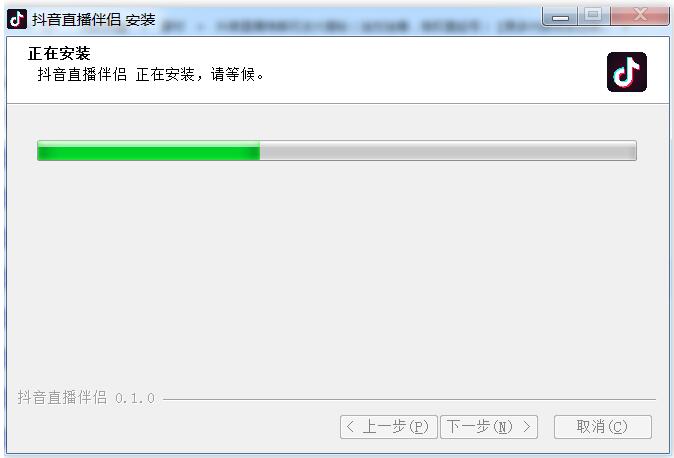 抖音直播伴侣 安装
正在安装
抖音直播伴侣 正在安装，请等候。
抖音直播伴侣 0.1.0
< 上一步(P)
下一步(N) >
取消(C)